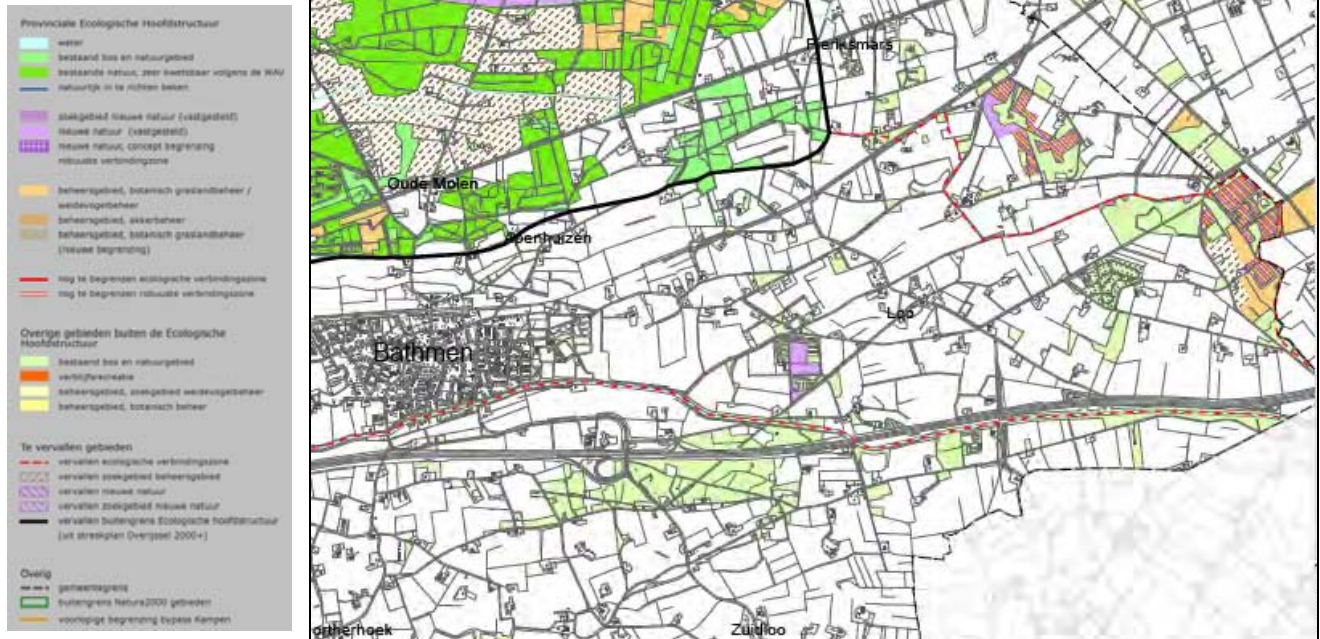 Provinciale Ecologische Hoofdstructuur
water
bestaand bos en natuurgebied
bestaande natuur, zeer kwetsbaar volgens de WAV
natuurlijk in te richten beken
zoekgebied nieuwe natuur (vastgesteld)
nieuwe natuur (vastgesteld)
nieuwe natuur, concept begrenzing
robuuste verbindingzone
beheersgebied, botanisch graslandbeheer /
weidevogelbeheer
beheersgebied, akkerbeheer
beheersgebied, botanisch graslandbeheer
(nieuwe begrenzing)
nog te begrenzen ecologische verbindingszone
nog te begrenzen robuuste verbindingszone
Overige gebieden buiten de Ecologische
Hoofdstructuur
bestaand bos en natuurgebied
verblijfsrecreatie
beheersgebied, zoekgebied weidevogelbeheer
beheersgebied, botanisch beheer
Te vervallen gebieden
vervallen ecologische verbindingszone
vervallen zoekgebied beheersgebied
vervallen nieuwe natuur
vervallen zoekgebied nieuwe natuur
vervallen buitengrens Ecologische hoofdstructuur
(uit streekplan Overijssel 2000+)
Overig
gemeentegrens
buitengrens Natura2000 gebieden
voorlopige begrenzing bypass Kampen
Pieriksmars
Oude Molen
Apenhuizen
Loo
Bathmen
ortherhoek
Zuidloo